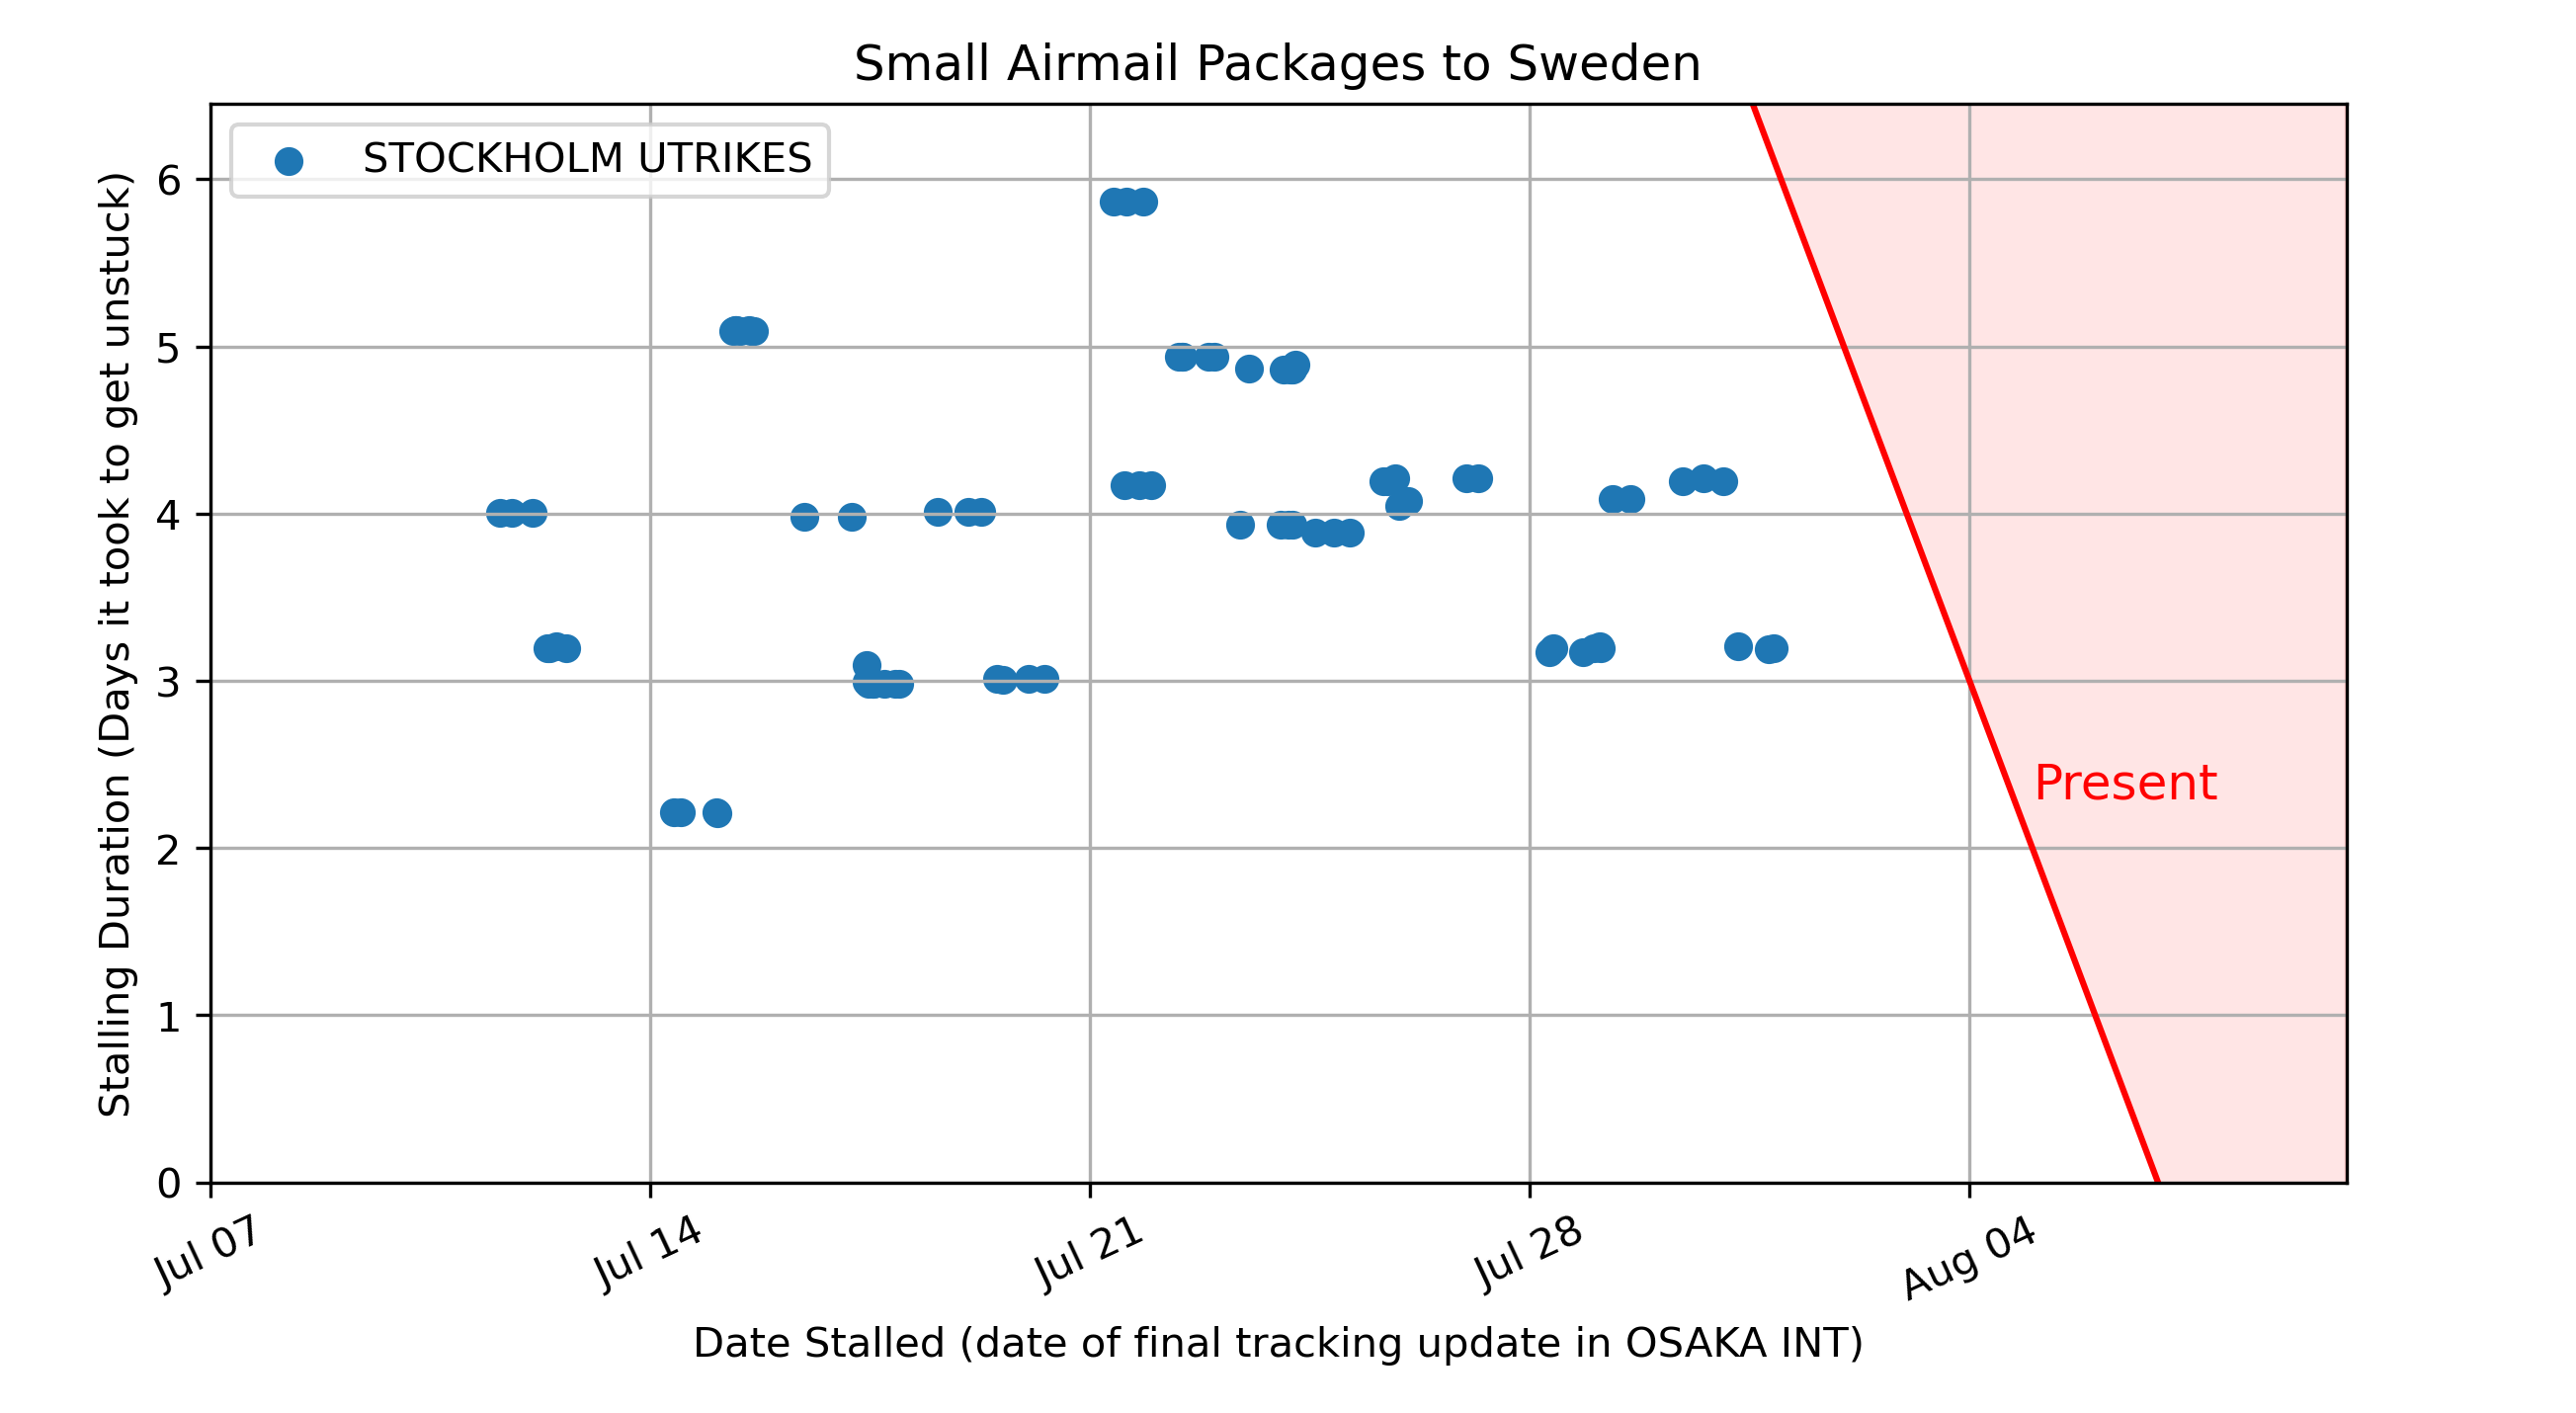 Small Airmail Packages to Sweden
STOCKHOLM UTRIKES
Stalling Duration (Days it took to get unstuck)
6
5
4
3
2
1
0
Present
Jul 07
Jul 14
Jul 21
Jul 28
Aug 04
Date Stalled (date of final tracking update in OSAKA INT)